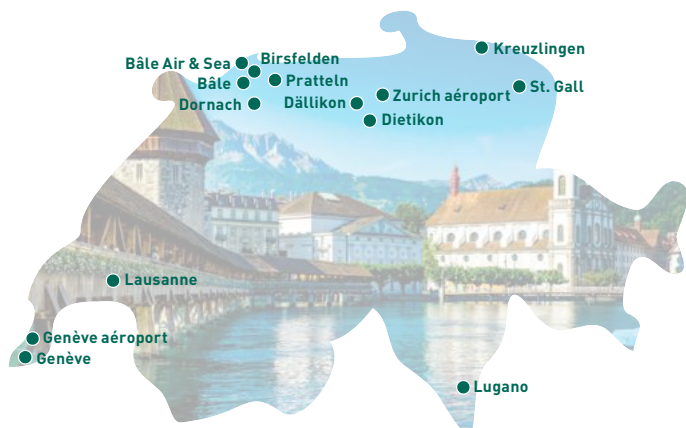 Kreuzlingen
Birsfelden
Bâle Air & Sea
Pratteln
Bâle
St. Gall
Zurich aéroport
Dornach
Dällikon
Dietikon
Lausanne
Genève aéroport
Genève
Lugano